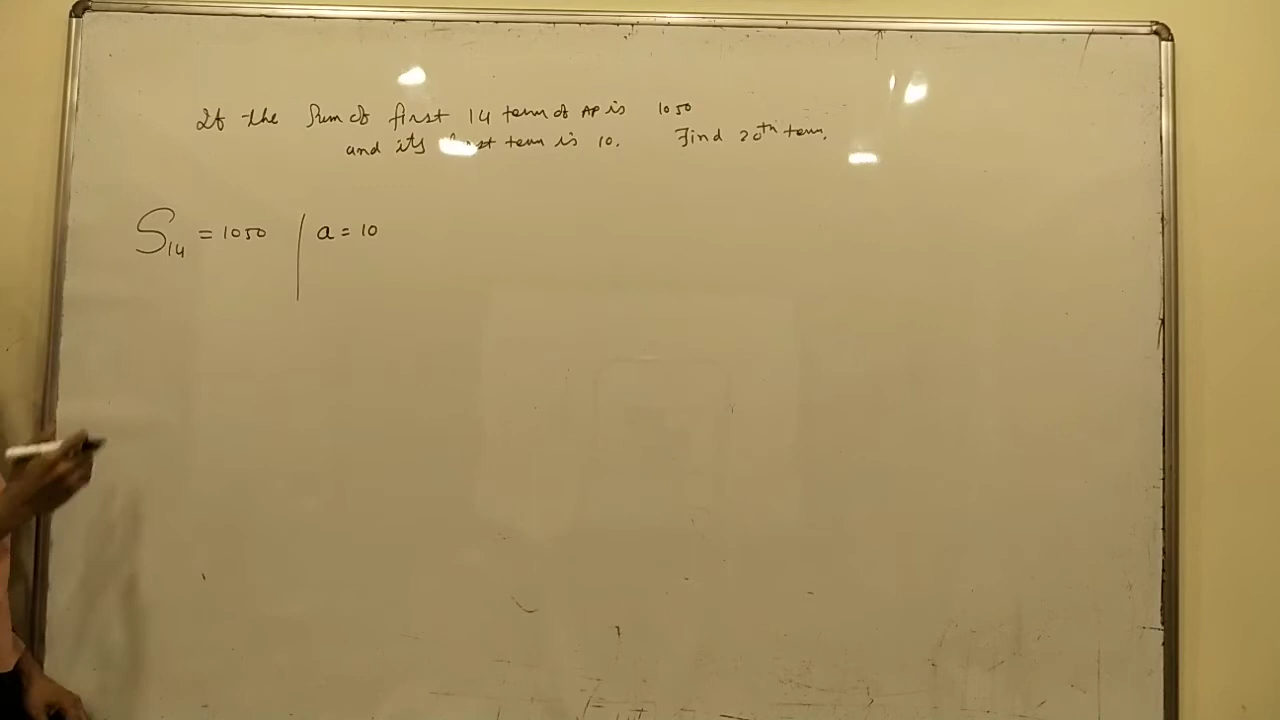 If the Sum of first 14 term of AP is 1050
and its term is 10. Find 20th term.
S14 = 1050 | a = 10